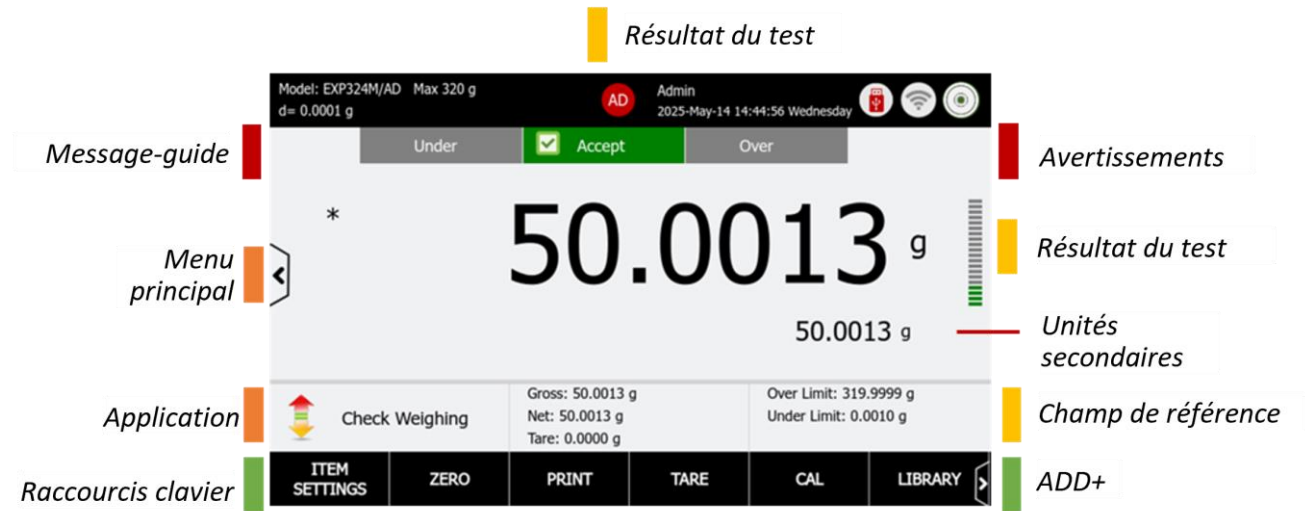 Résultat du test
Model: EXP324M/AD Max 320 g
d= 0.0001 g
AD
Admin
2025-May-14 14:44:56 Wednesday
Message-guide
Under
Accept
Over
Avertissements
*
50.0013 g
Menu
principal
Résultat du test
50.0013 g
Unités
secondaires
Application
Check Weighing
Gross: 50.0013 g
Net: 50.0013 g
Tare: 0.0000 g
Over Limit: 319.9999 g
Under Limit: 0.0010 g
Champ de référence
Raccourcis clavier
ITEM
SETTINGS
ZERO
PRINT
TARE
CAL
LIBRARY
ADD+